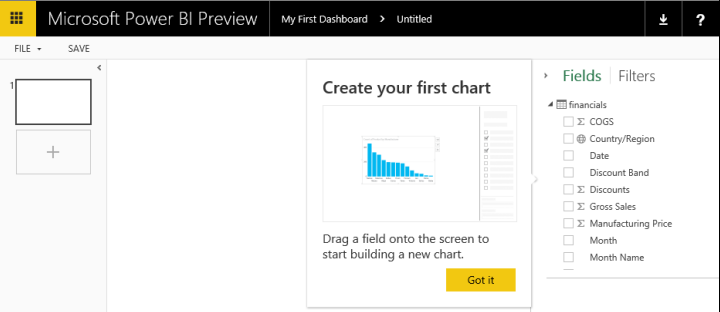 Microsoft Power BI Preview
My First Dashboard > Untitled
?
FILE
SAVE
1
Create your first chart
Drag a field onto the screen to
start building a new chart.
Got it
Fields | Filters
financials
Σ COGS
Country/Region
Date
Discount Band
Σ Discounts
Σ Gross Sales
Σ Manufacturing Price
Month
Month Name